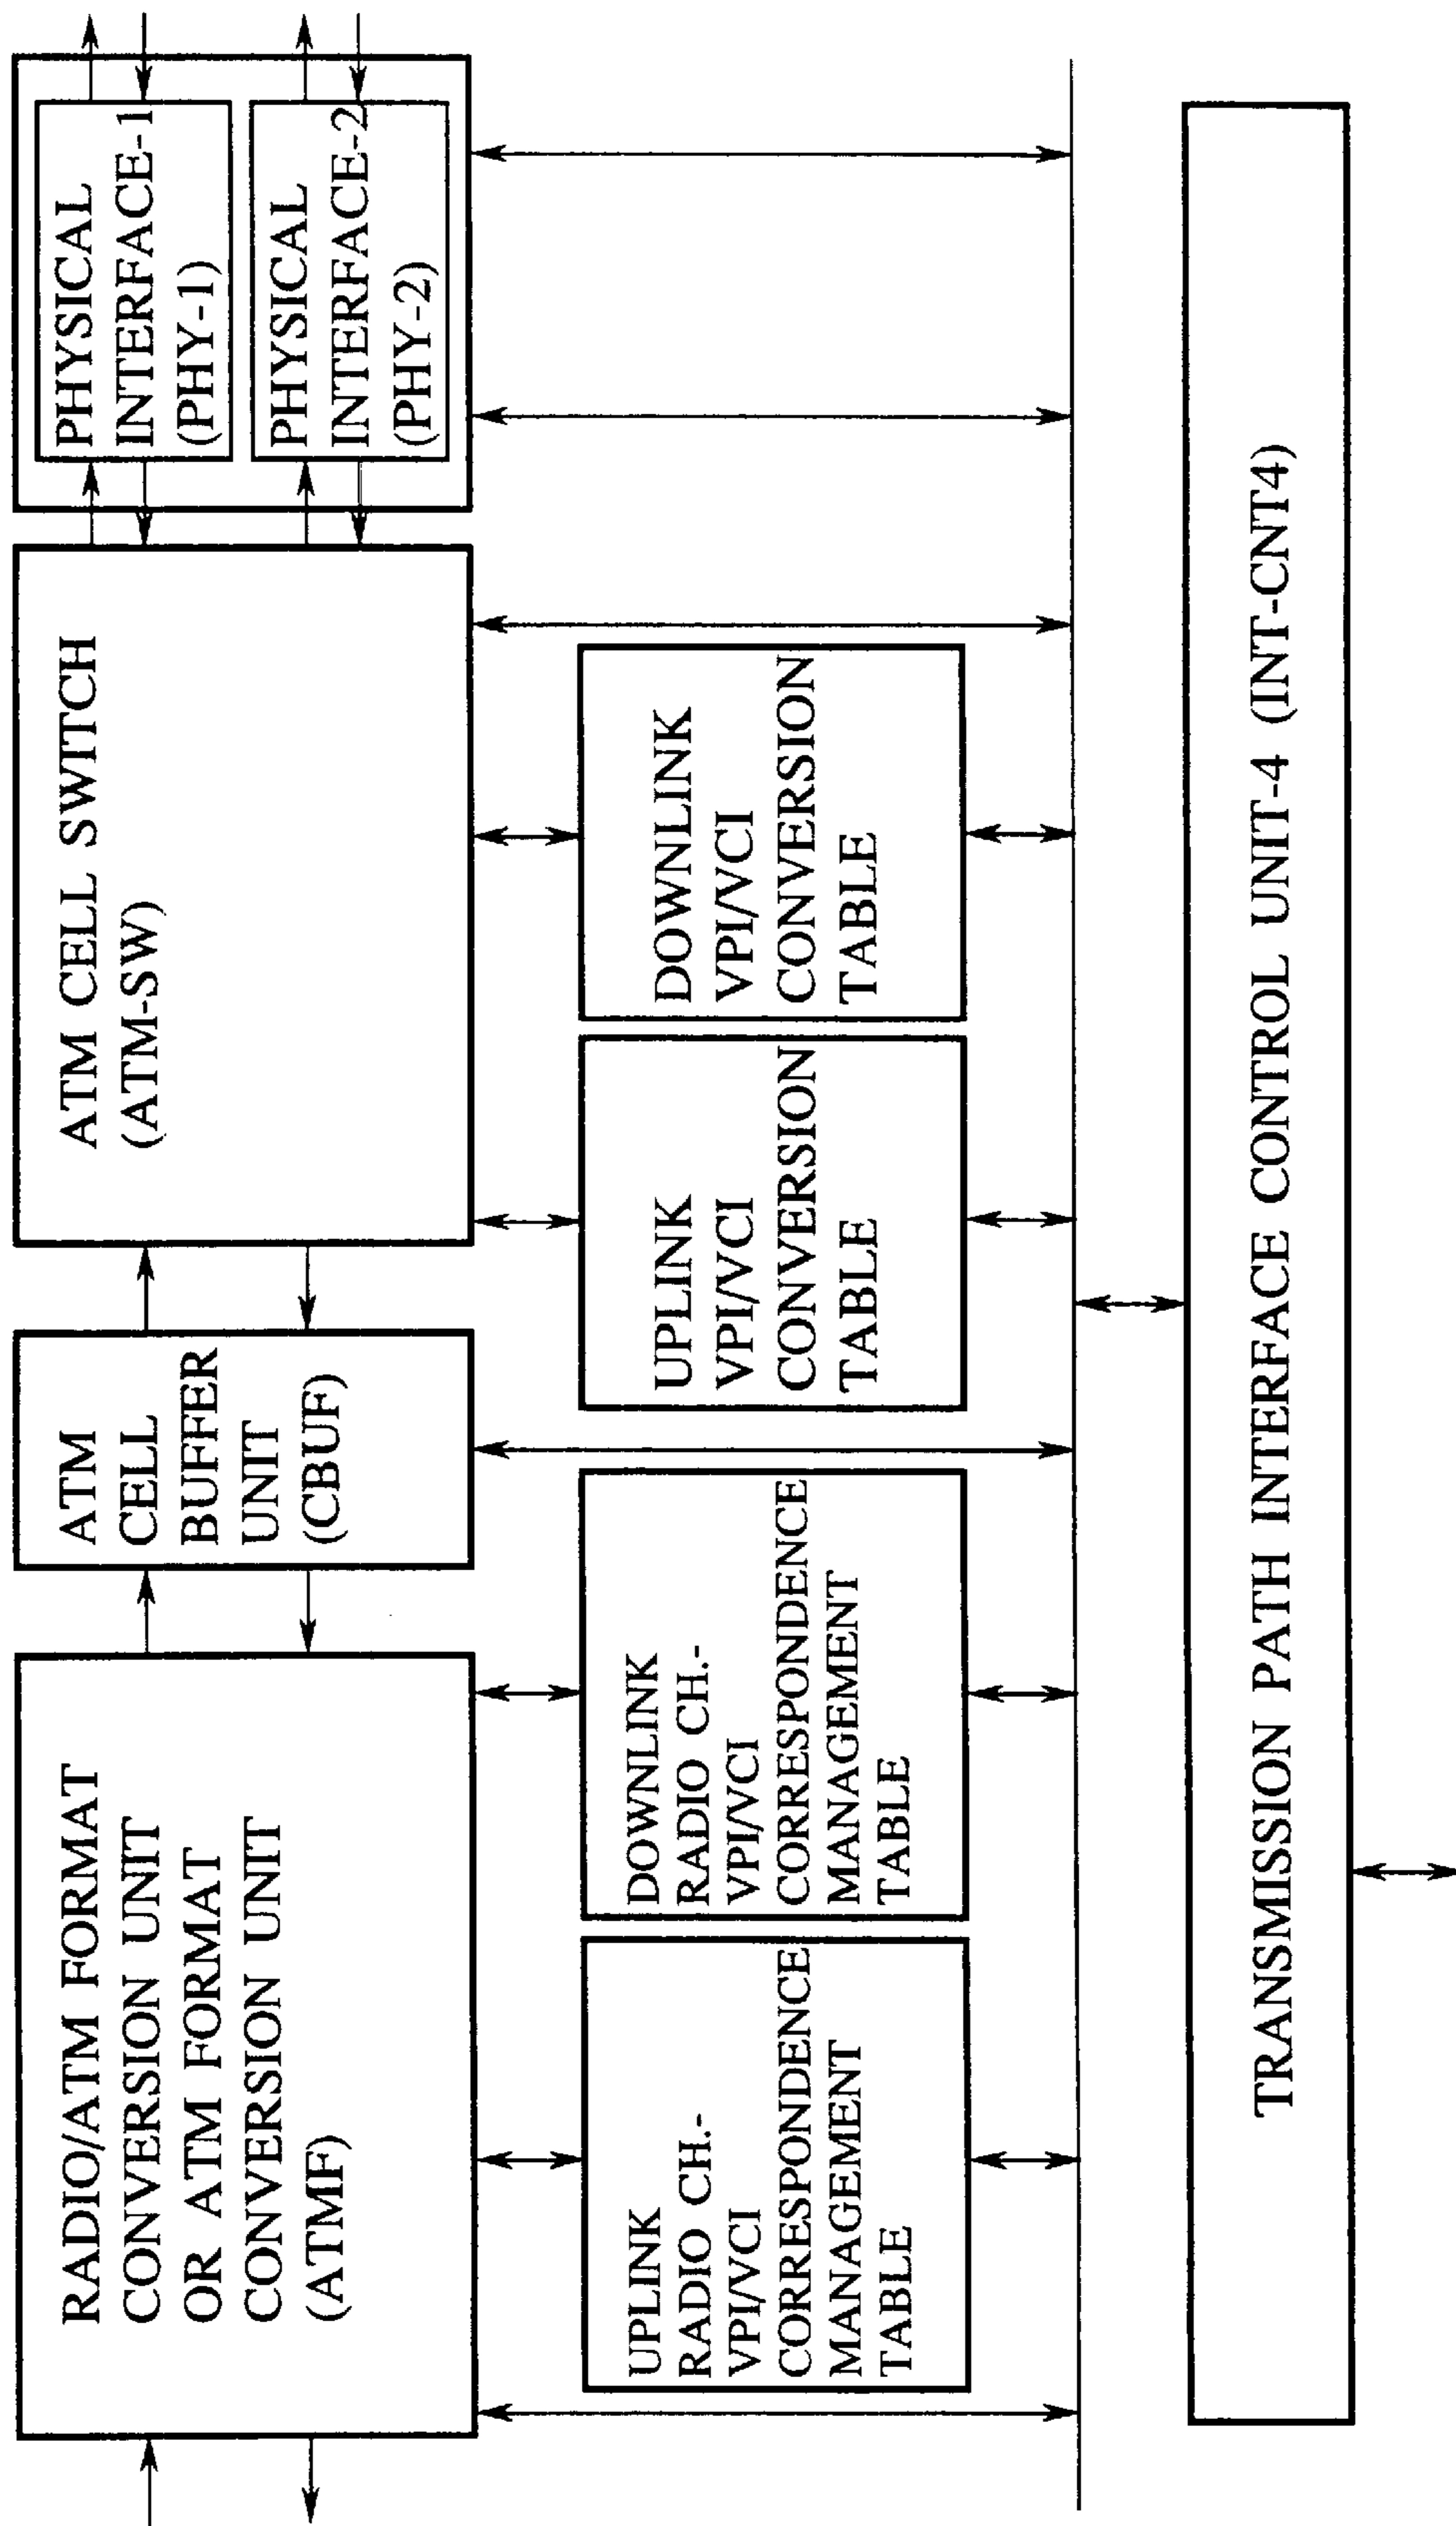 RADIO/ATM FORMAT
CONVERSION UNIT
OR ATM FORMAT
CONVERSION UNIT
(ATMF)
ATM
CELL
BUFFER
UNIT
(CBUF)
ATM CELL SWITCH
(ATM-SW)
PHYSICAL
INTERFACE-1
(PHY-1)
PHYSICAL
INTERFACE-2
(PHY-2)
UPLINK
RADIO CH.-
VPI/VCI
CORRESPONDENCE
MANAGEMENT
TABLE
DOWNLINK
RADIO CH.-
VPI/VCI
CORRESPONDENCE
MANAGEMENT
TABLE
UPLINK
VPI/VCI
CONVERSION
TABLE
DOWNLINK
VPI/VCI
CONVERSION
TABLE
TRANSMISSION PATH INTERFACE CONTROL UNIT-4 (INT-CNT4)